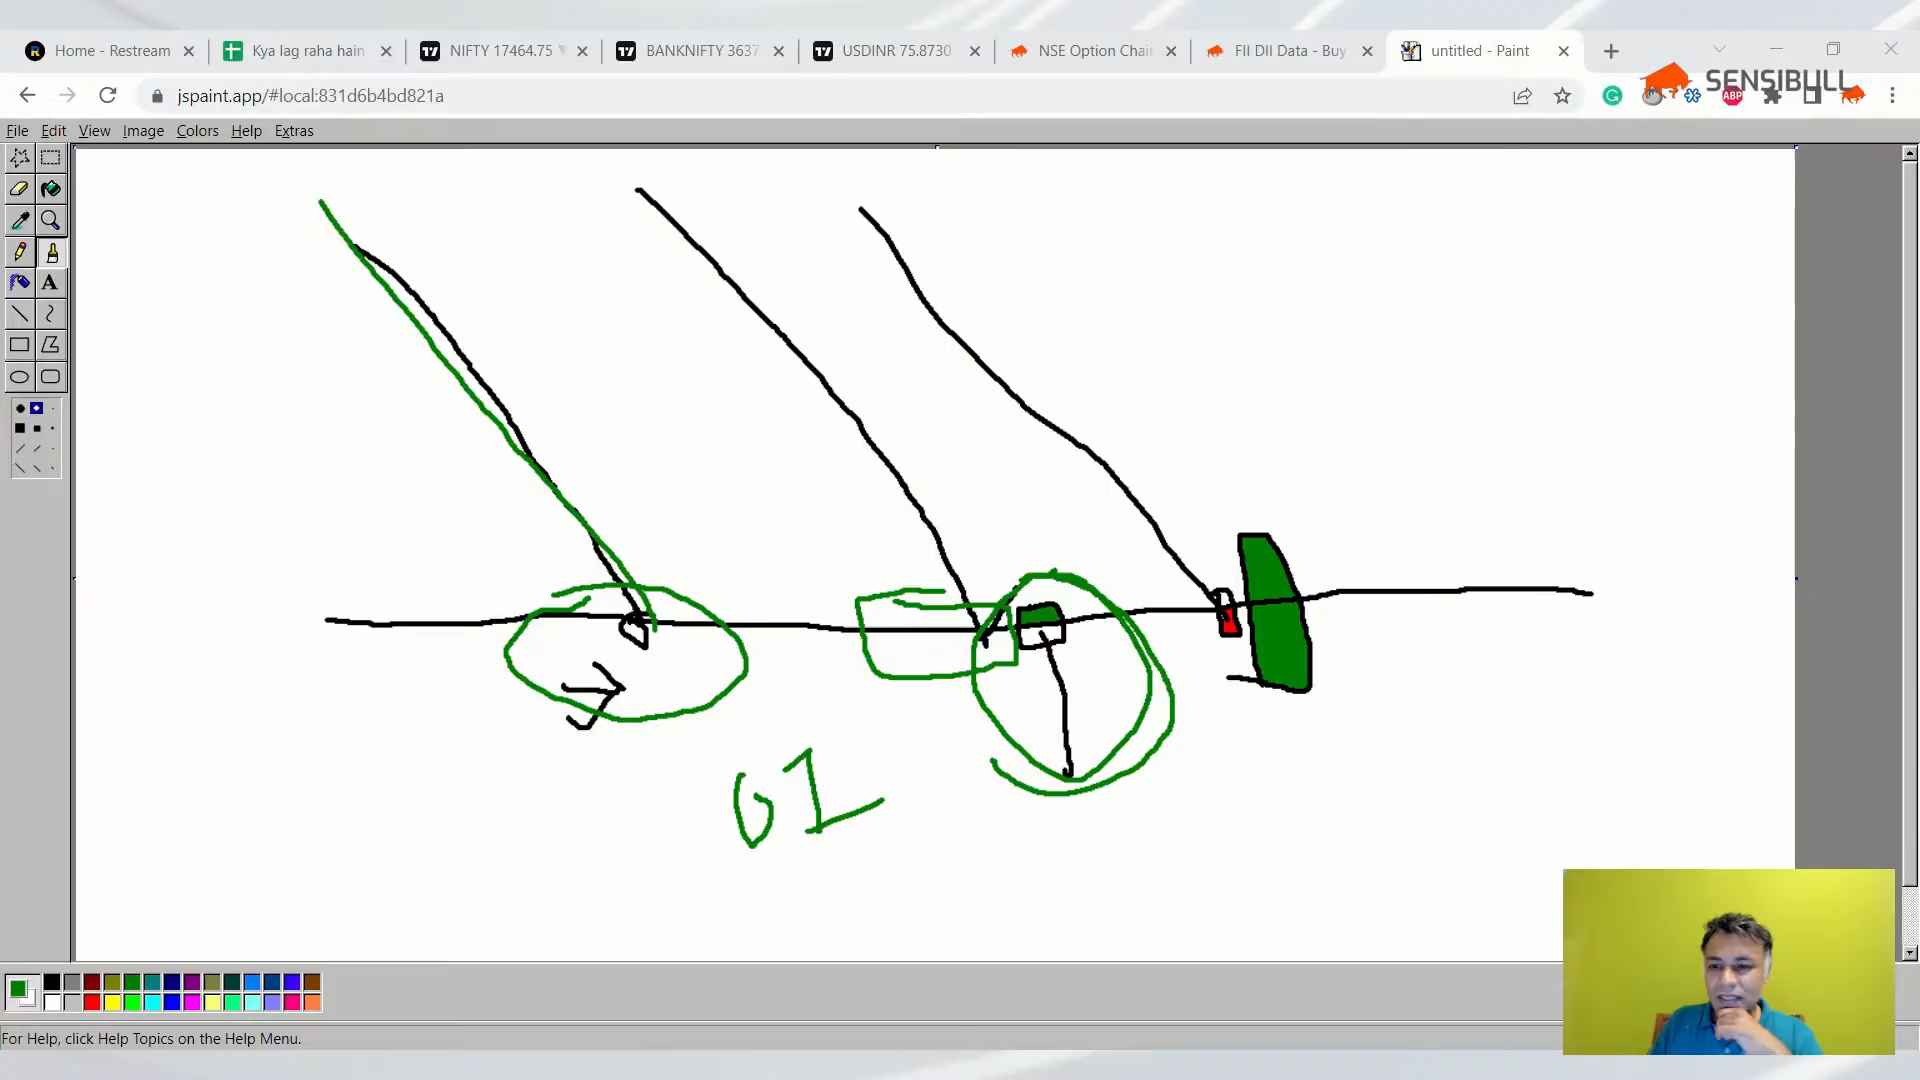 Home - Restream
Kya lag raha hain
NIFTY 17464.75
BANKNIFTY 3637
USDINR 75.8730
NSE Option Chai
FII DII Data - Buy
untitled - Paint
jspaint.app/#local:831d6b4bd821a
ABP
SENSIBULL
File Edit View Image Colors Help Extras
A
For Help, click Help Topics on the Help Menu.